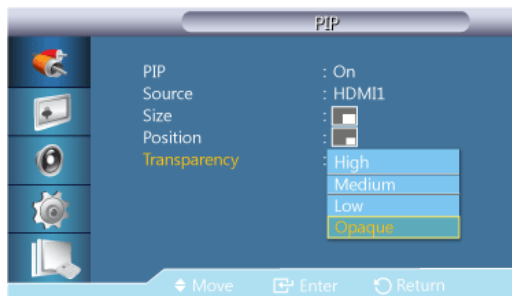 PIP
PIP : On
Source : HDMI1
Size :
Position :
Transparency :
High
Medium
Low
Opaque
Move Enter Return